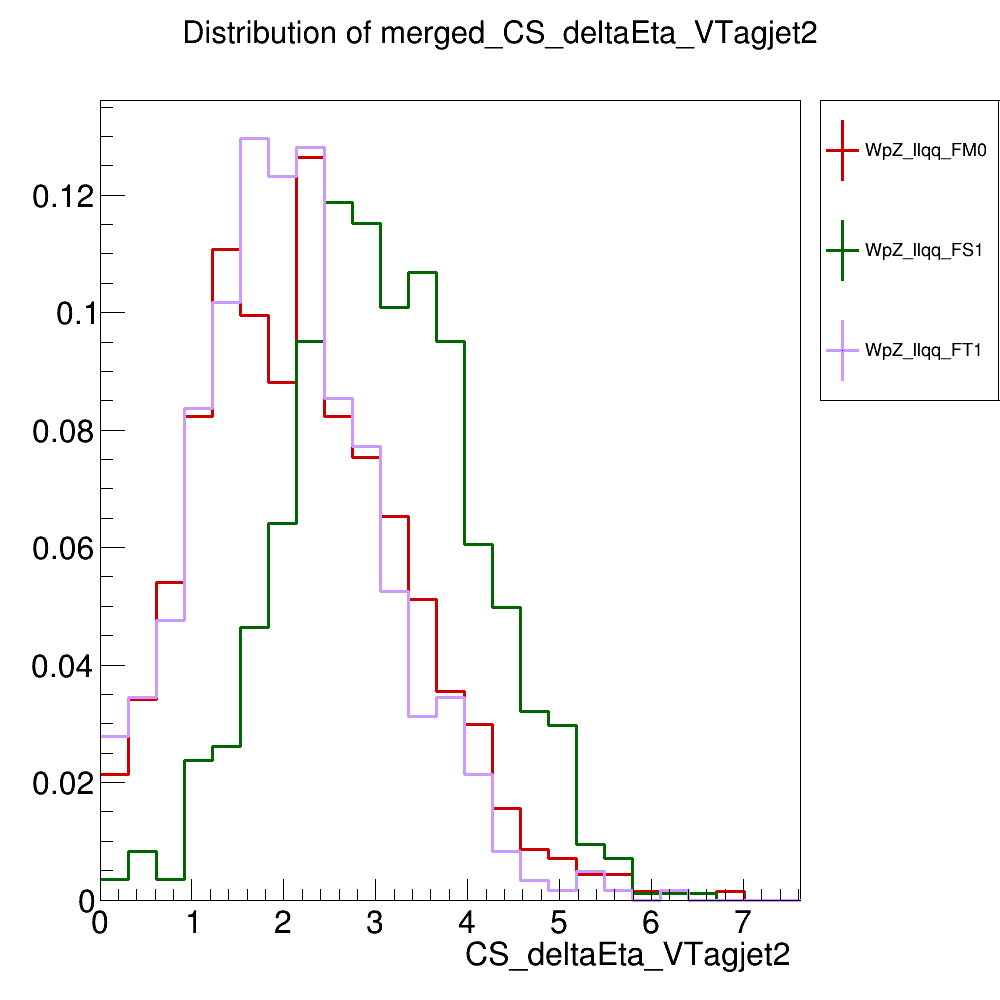 Distribution of merged_CS_deltaEta_VTagjet2
WpZ_llqq_FM0
WpZ_llqq_FS1
WpZ_llqq_FT1
0.12
0.1
0.08
0.06
0.04
0.02
0
0 1 2 3 4 5 6 7
CS_deltaEta_VTagjet2